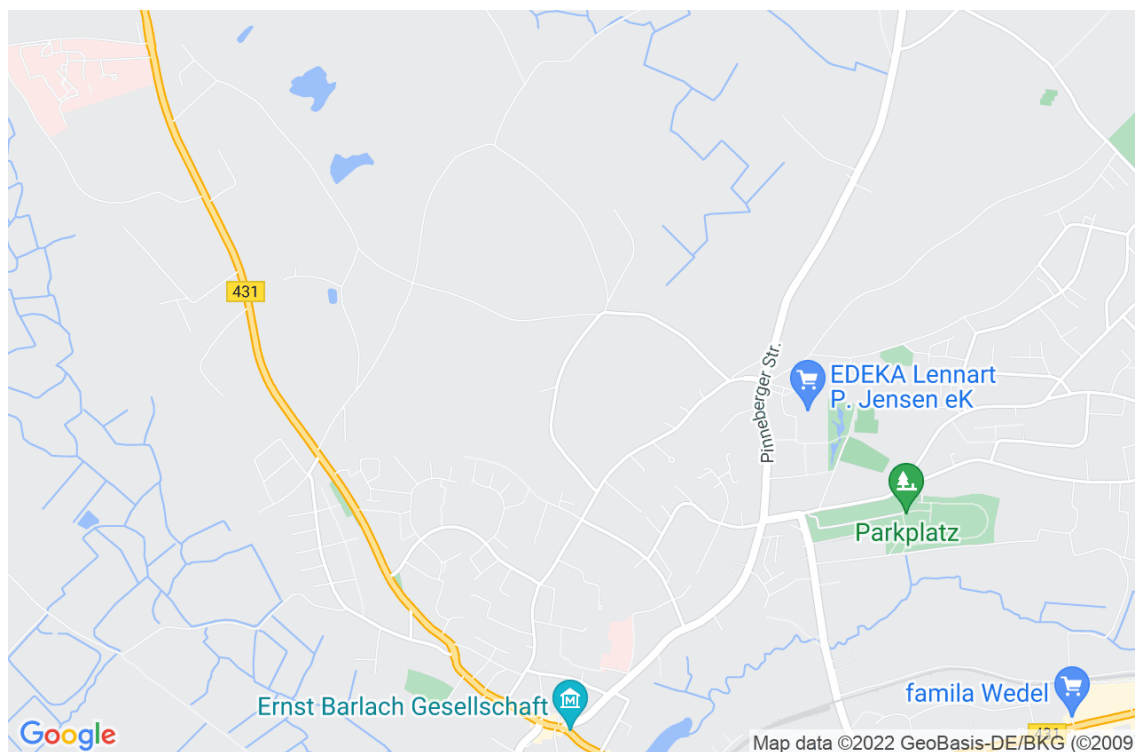 431
Pinneberger Str.
EDEKA Lennart
P. Jensen eK
Parkplatz
famila Wedel
Ernst Barlach Gesellschaft
431
Google
Map data ©2022 GeoBasis-DE/BKG (©2009